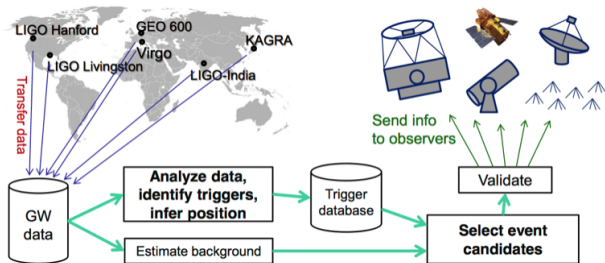 LIGO Hanford
GEO 600
KAGRA
Virgo
LIGO Livingston
LIGO-India
Transfer data
Send info
to observers
GW
data
Analyze data,
identify triggers,
infer position
Trigger
database
Validate
Estimate background
Select event
candidates